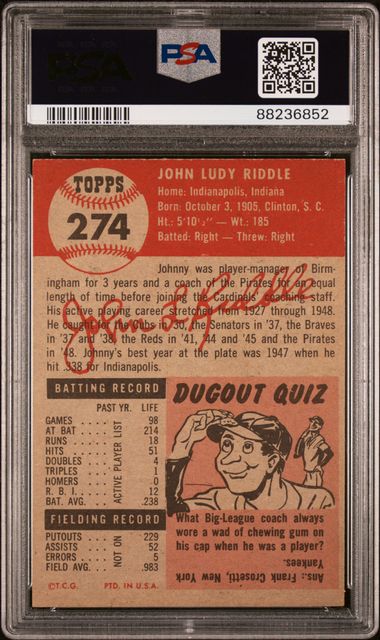 PSA
PSA
88236852
TOPPS
274
JOHN LUDY RIDDLE
Home: Indianapolis, Indiana
Born: October 3, 1905, Clinton, S. C.
Ht.: 5'10½" — Wt.: 185
Batted: Right — Threw: Right
Johnny was player-manager of Birm-
ingham for 3 years and a coach of the Pirates for an
equal length of time before joining the Cardinals' coaching staff.
His active playing career stretched from 1927 through 1948.
He caught for the Cubs in '30, the Senators in '37, the Braves
in '37 & '38, the Reds in '41, '44 and '45 and the Pirates
in '48. Johnny's best year at the plate was 1947 when he
hit .338 for Indianapolis.
John L Riddle
BATTING RECORD
PAST YR. LIFE
GAMES 98
AT BAT 214
RUNS 18
HITS 51
DOUBLES 4
TRIPLES 1
HOMERS 0
R. B. I. 12
BAT. AVG. .238
NOT ON ACTIVE PLAYER LIST
FIELDING RECORD
PUTOUTS 229
ASSISTS 52
ERRORS 5
FIELD AVG. .983
©T.C.G. PTD. IN U.S.A.
DUGOUT QUIZ
What Big-League coach always
wore a wad of chewing gum on
his cap when he was a player?
Ans.: Frank Crosetti, New York
Yankees.